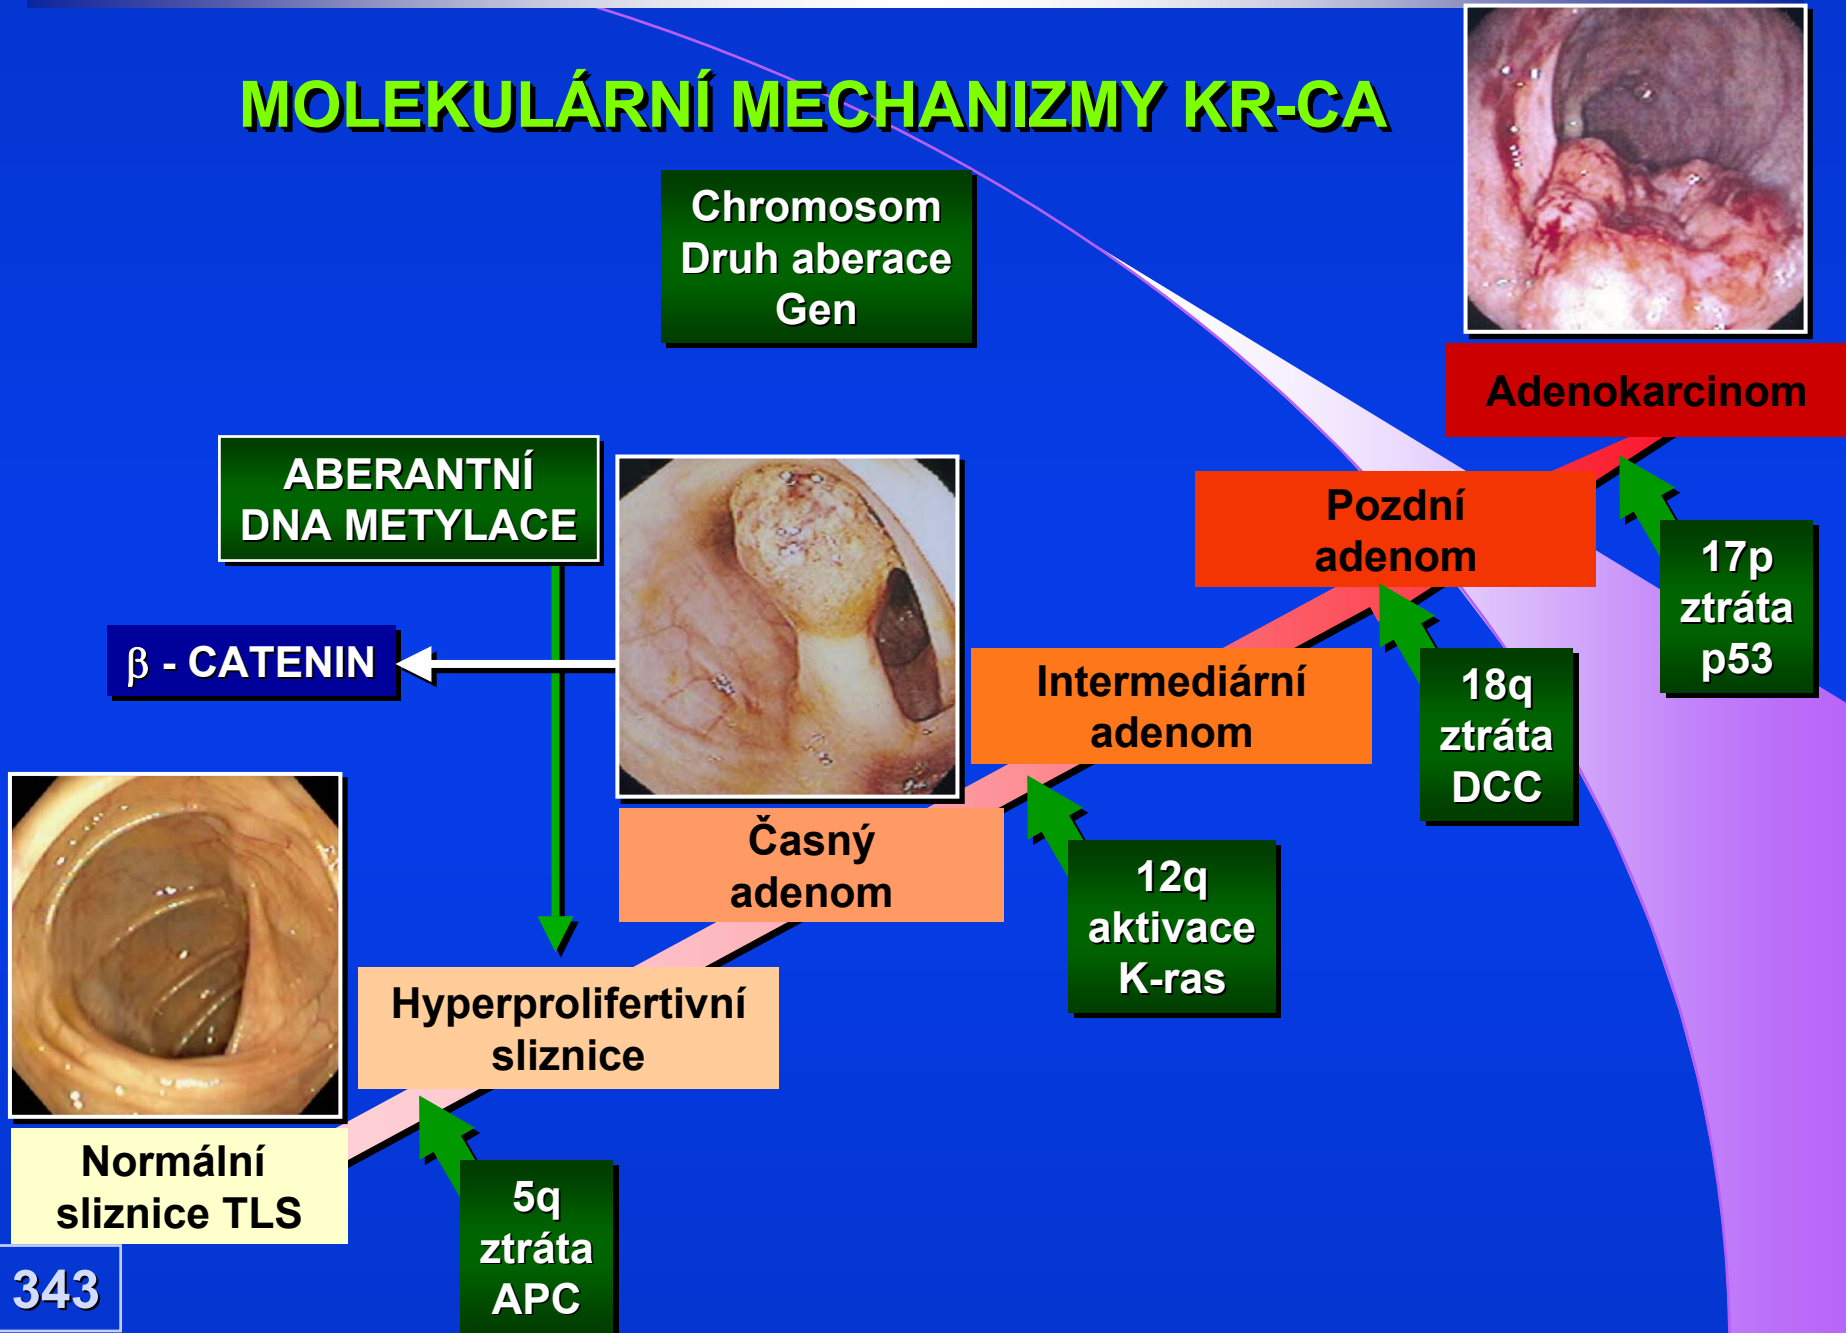 MOLEKULÁRNÍ MECHANIZMY KR-CA
Chromosom
Druh aberace
Gen
Adenokarcinom
ABERANTNÍ
DNA METYLACE
Pozdní
adenom
17p
ztráta
p53
β - CATENIN
Intermediární
adenom
18q
ztráta
DCC
Časný
adenom
12q
aktivace
K-ras
Hyperprolifertivní
sliznice
Normální
sliznice TLS
5q
ztráta
APC
343